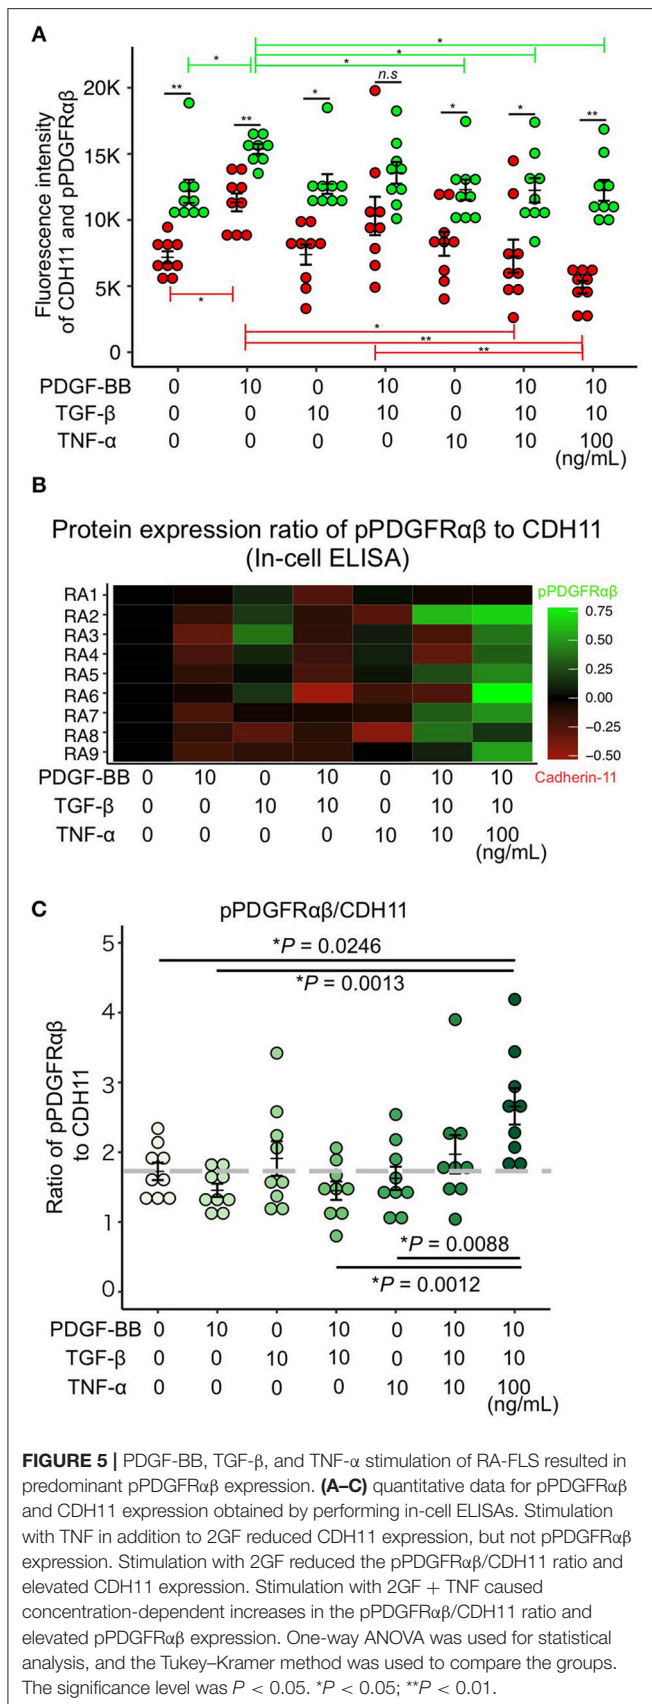 A
*
*
*
*
**
**
*
n.s
*
*
**
20K
15K
10K
5K
0
Fluorescence intensity
of CDH11 and pPDGFRαβ
*
*
**
**
PDGF-BB 0 10 0 10 0 10 10
TGF-β 0 0 10 10 0 10 10
TNF-α 0 0 0 0 10 10 100
(ng/mL)
B
Protein expression ratio of pPDGFRαβ to CDH11
(In-cell ELISA)
RA1
RA2
RA3
RA4
RA5
RA6
RA7
RA8
RA9
pPDGFRαβ
0.75
0.50
0.25
0.00
−0.25
−0.50
Cadherin-11
PDGF-BB 0 10 0 10 0 10 10
TGF-β 0 0 10 10 0 10 10
TNF-α 0 0 0 0 10 10 100
(ng/mL)
C
pPDGFRαβ/CDH11
*P = 0.0246
*P = 0.0013
5
4
3
2
1
0
Ratio of pPDGFRαβ
to CDH11
*P = 0.0088
*P = 0.0012
PDGF-BB 0 10 0 10 0 10 10
TGF-β 0 0 10 10 0 10 10
TNF-α 0 0 0 0 10 10 100
(ng/mL)
FIGURE 5 | PDGF-BB, TGF-β, and TNF-α stimulation of RA-FLS resulted in
predominant pPDGFRαβ expression. (A–C) quantitative data for pPDGFRαβ
and CDH11 expression obtained by performing in-cell ELISAs. Stimulation
with TNF in addition to 2GF reduced CDH11 expression, but not pPDGFRαβ
expression. Stimulation with 2GF reduced the pPDGFRαβ/CDH11 ratio and
elevated CDH11 expression. Stimulation with 2GF + TNF caused
concentration-dependent increases in the pPDGFRαβ/CDH11 ratio and
elevated pPDGFRαβ expression. One-way ANOVA was used for statistical
analysis, and the Tukey–Kramer method was used to compare the groups.
The significance level was P < 0.05. *P < 0.05; **P < 0.01.